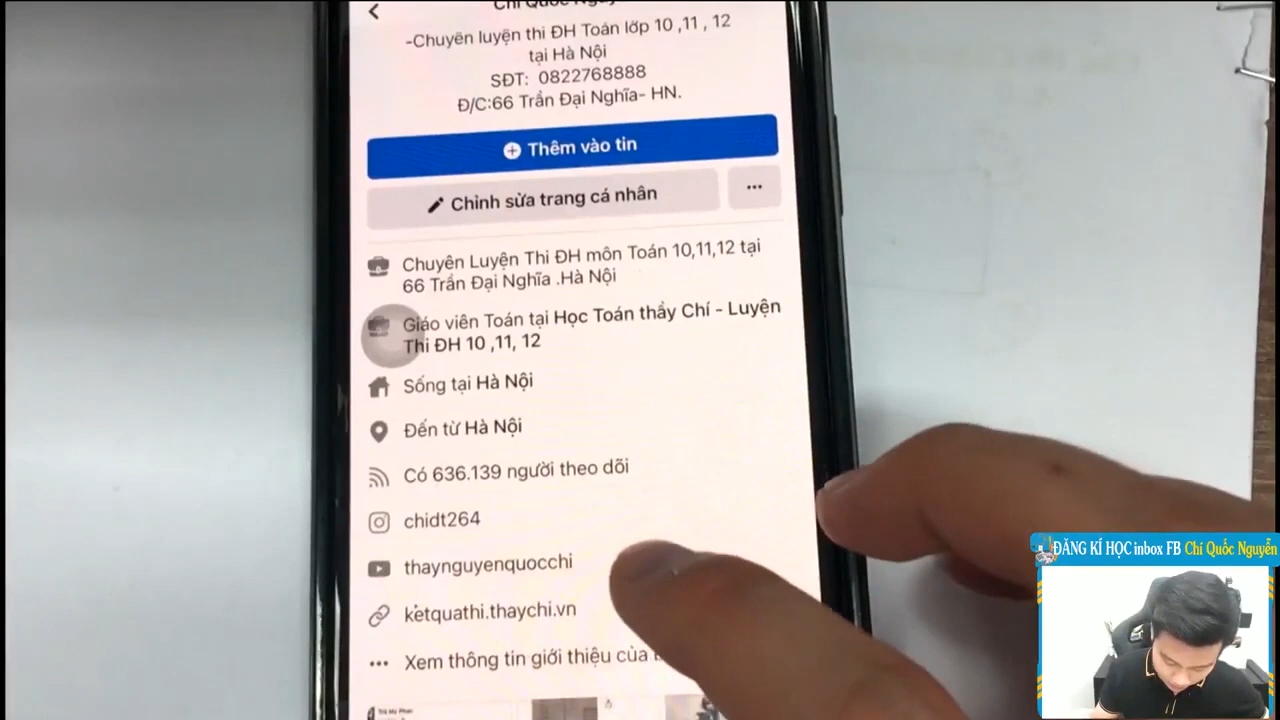 Chí Quốc Nguyễn
-Chuyên luyện thi ĐH Toán lớp 10 ,11 , 12
tại Hà Nội
SĐT: 0822768888
Đ/C:66 Trần Đại Nghĩa- HN.
Thêm vào tin
Chỉnh sửa trang cá nhân
Chuyên Luyện Thi ĐH môn Toán 10,11,12 tại
66 Trần Đại Nghĩa .Hà Nội
Giáo viên Toán tại Học Toán thầy Chí - Luyện
Thi ĐH 10 ,11, 12
Sống tại Hà Nội
Đến từ Hà Nội
Có 636.139 người theo dõi
chidt264
thaynguyenquocchi
ketquathi.thaychi.vn
Xem thông tin giới thiệu của
ĐĂNG KÍ HỌC inbox FB Chí Quốc Nguyễn